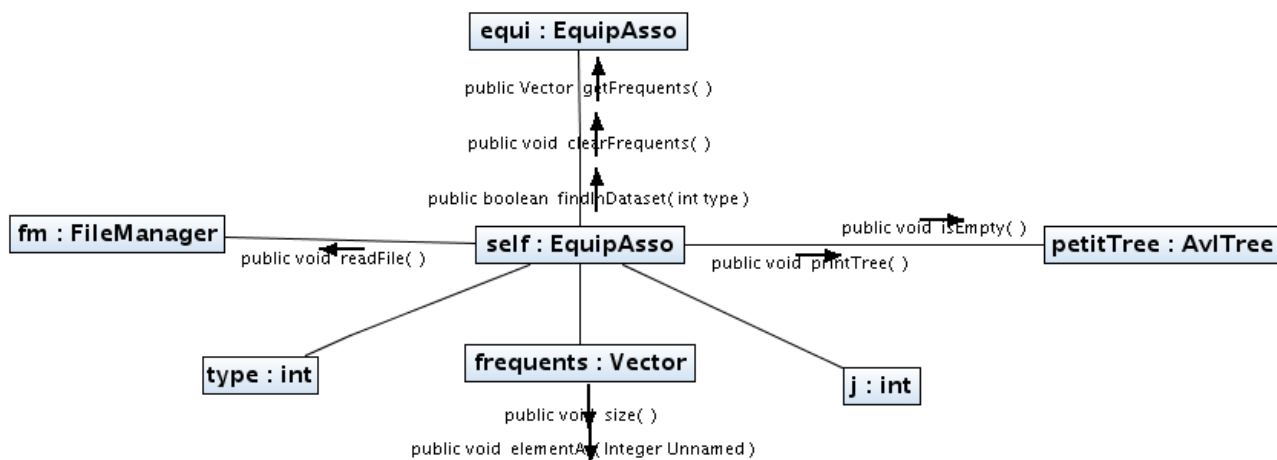 equi : EquipAsso
public Vector getFrequents( )
public void clearFrequents( )
public boolean findInDataset( int type )
fm : FileManager
self : EquipAsso
public void isEmpty( )
petitTree : AvlTree
public void readFile( )
public void printTree( )
type : int
frequents : Vector
j : int
public void size( )
public void elementAt( Integer Unnamed )